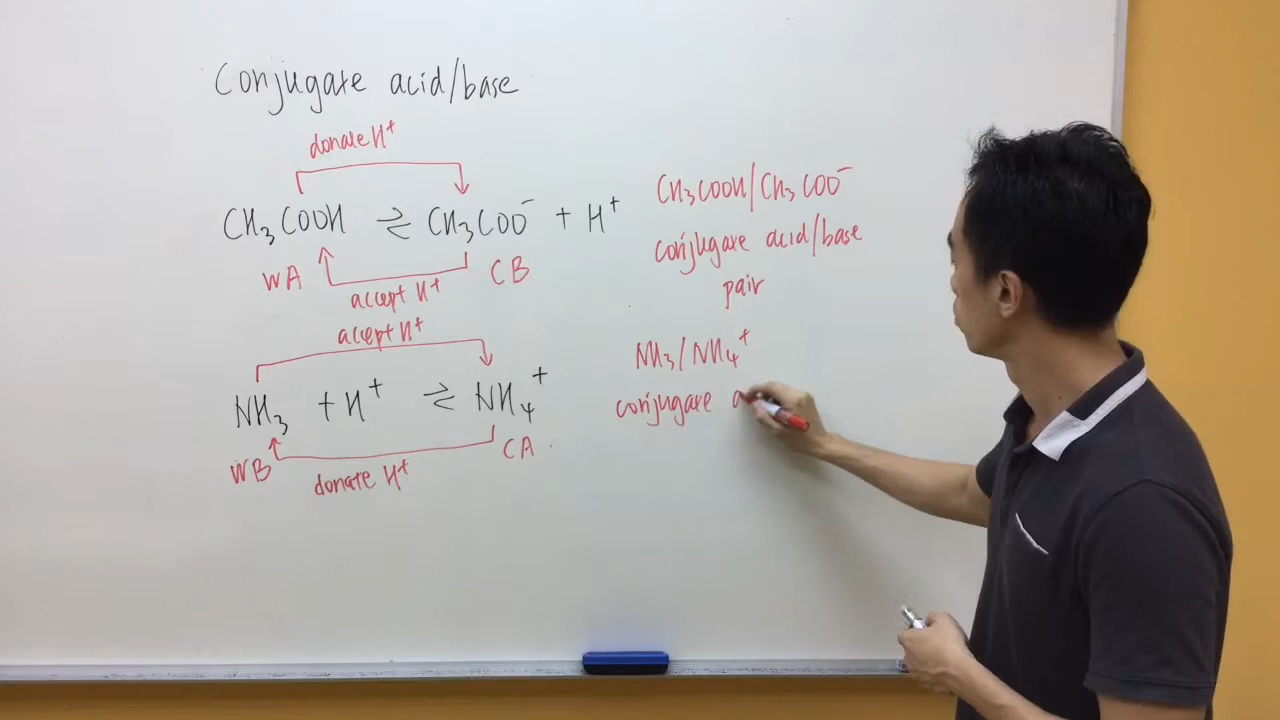 Conjugate acid/base
donate H⁺
CH₃COOH ⇌ CH₃COO⁻ + H⁺
WA
CB
accept H⁺
accept H⁺
NH₃ + H⁺ ⇌ NH₄⁺
WB
CA
donate H⁺
CH₃COOH/CH₃COO⁻
conjugate acid/base
pair
NH₃/NH₄⁺
conjugate a